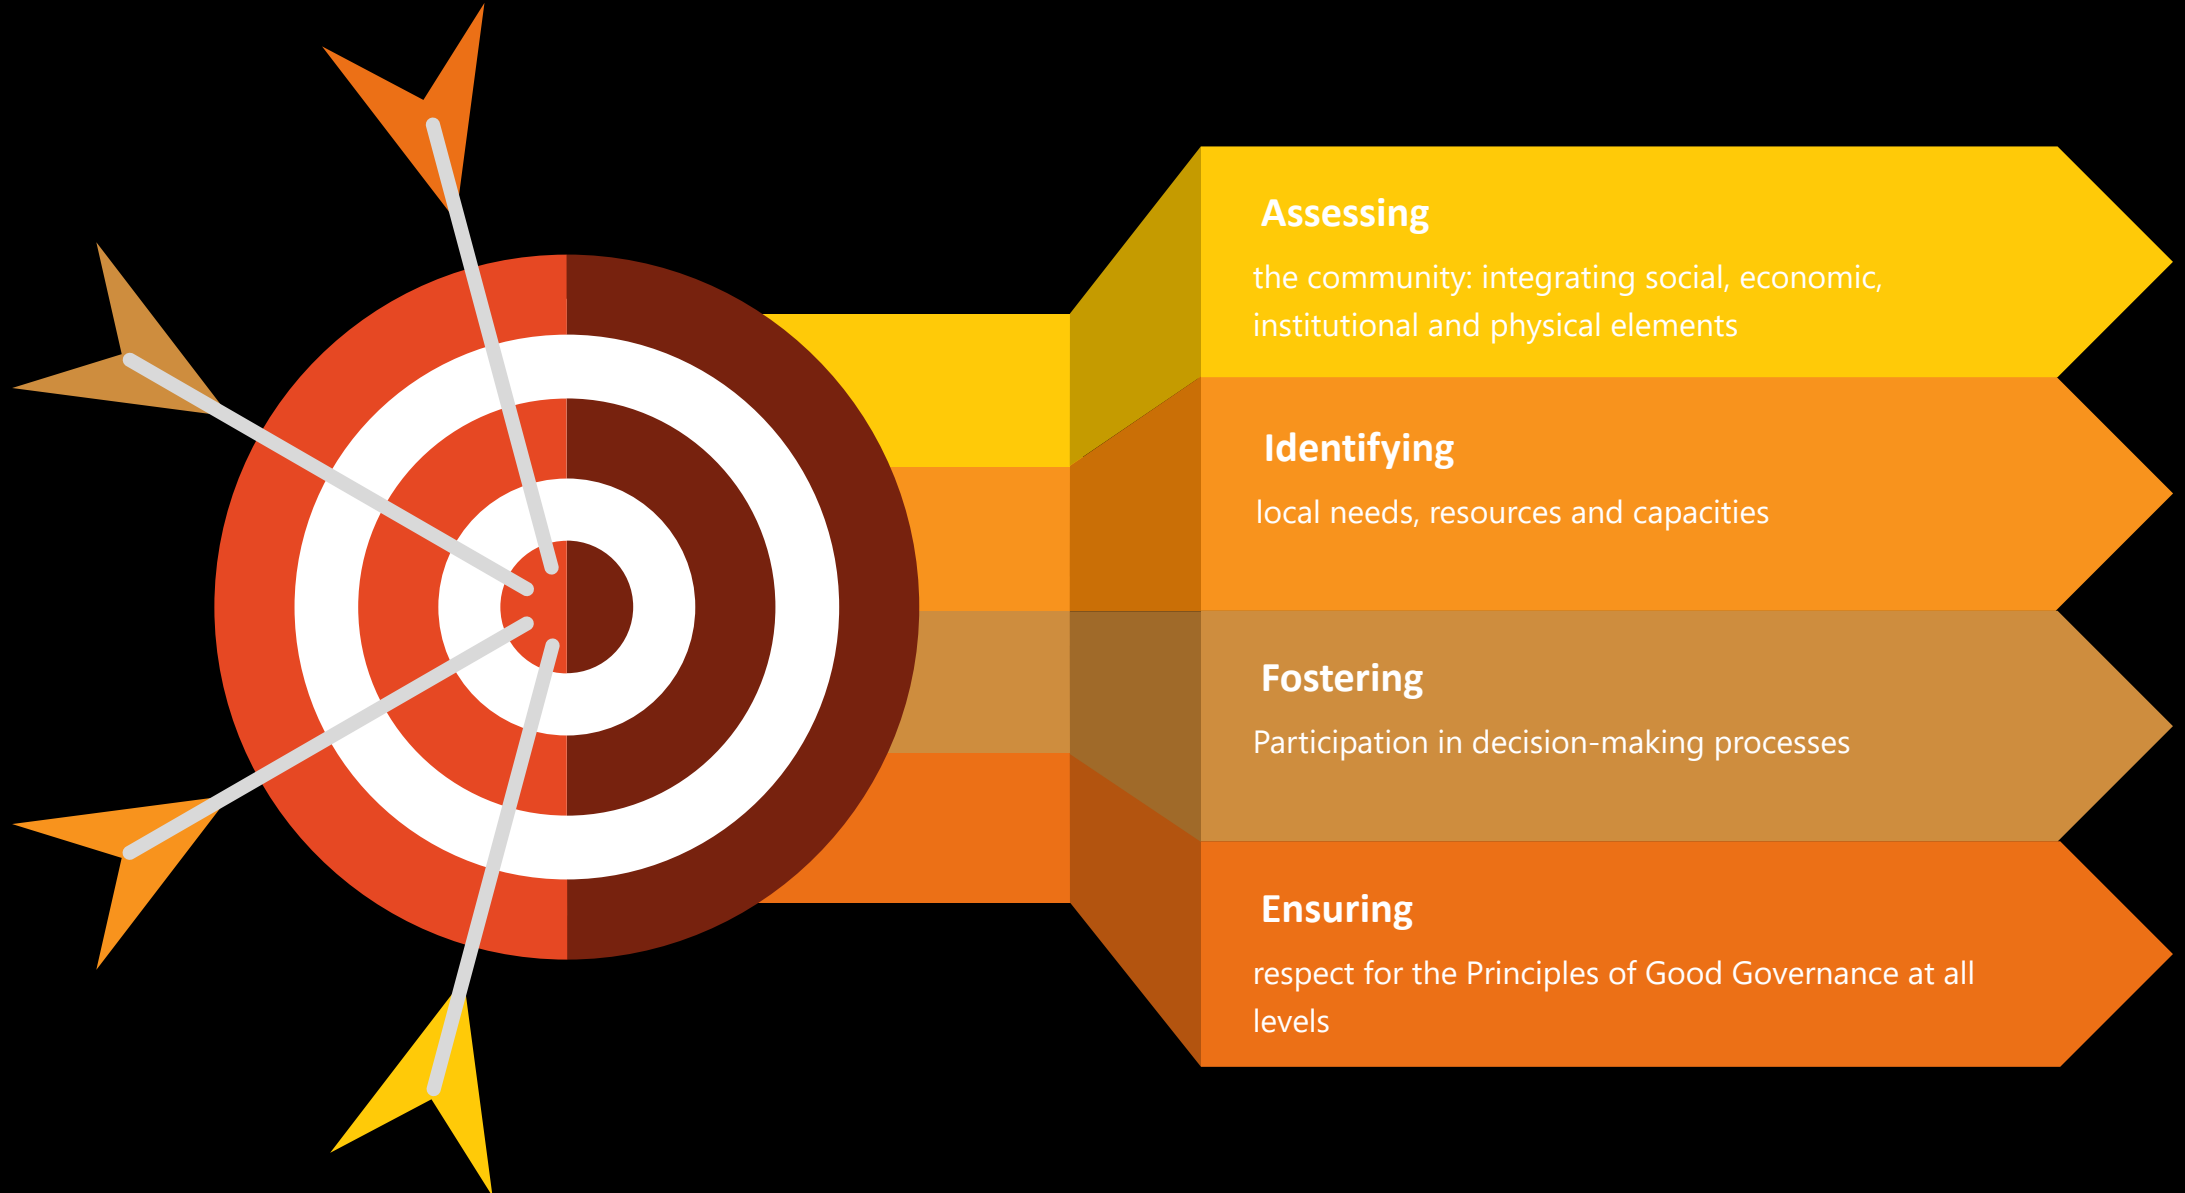 Assessing
the community: integrating social, economic,
institutional and physical elements
Identifying
local needs, resources and capacities
Fostering
Participation in decision-making processes
Ensuring
respect for the Principles of Good Governance at all
levels